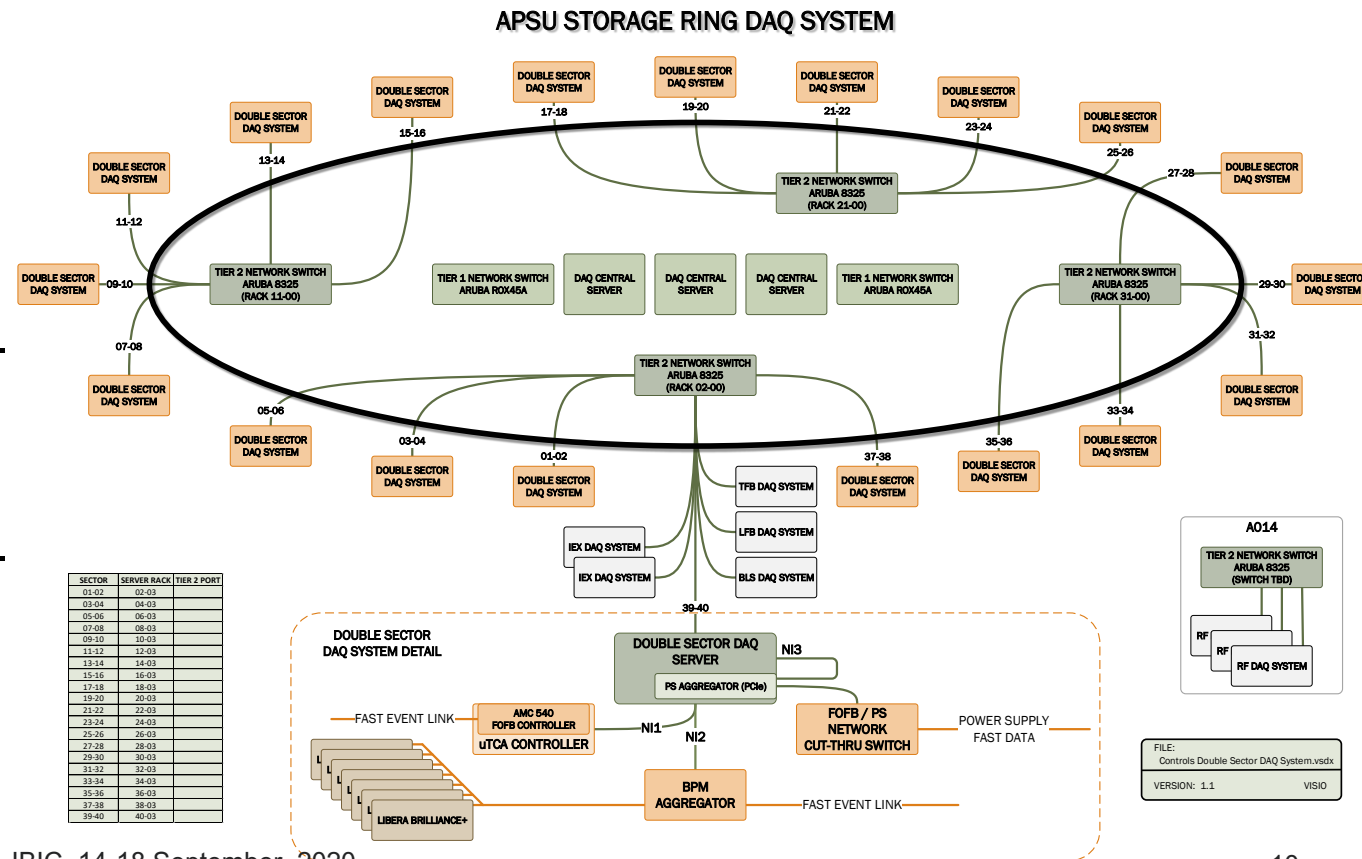 APSU STORAGE RING DAQ SYSTEM
DOUBLE SECTOR
DAQ SYSTEM
17-18
DOUBLE SECTOR
DAQ SYSTEM
19-20
DOUBLE SECTOR
DAQ SYSTEM
21-22
DOUBLE SECTOR
DAQ SYSTEM
15-16
DOUBLE SECTOR
DAQ SYSTEM
23-24
DOUBLE SECTOR
DAQ SYSTEM
13-14
DOUBLE SECTOR
DAQ SYSTEM
25-26
DOUBLE SECTOR
DAQ SYSTEM
11-12
27-28
DOUBLE SECTOR
DAQ SYSTEM
TIER 2 NETWORK SWITCH
ARUBA 8325
(RACK 21-00)
DOUBLE SECTOR
DAQ SYSTEM
09-10
TIER 2 NETWORK SWITCH
ARUBA 8325
(RACK 11-00)
TIER 1 NETWORK SWITCH
ARUBA ROX45A
DAQ CENTRAL
SERVER
DAQ CENTRAL
SERVER
DAQ CENTRAL
SERVER
TIER 1 NETWORK SWITCH
ARUBA ROX45A
TIER 2 NETWORK SWITCH
ARUBA 8325
(RACK 31-00)
29-30
DOUBLE SECTOR
DAQ SYSTEM
07-08
DOUBLE SECTOR
DAQ SYSTEM
31-32
DOUBLE SECTOR
DAQ SYSTEM
TIER 2 NETWORK SWITCH
ARUBA 8325
(RACK 02-00)
05-06
DOUBLE SECTOR
DAQ SYSTEM
03-04
DOUBLE SECTOR
DAQ SYSTEM
01-02
DOUBLE SECTOR
DAQ SYSTEM
37-38
DOUBLE SECTOR
DAQ SYSTEM
35-36
DOUBLE SECTOR
DAQ SYSTEM
33-34
DOUBLE SECTOR
DAQ SYSTEM
TFB DAQ SYSTEM
LFB DAQ SYSTEM
BLS DAQ SYSTEM
IEX DAQ SYSTEM
IEX DAQ SYSTEM
39-40
A014
TIER 2 NETWORK SWITCH
ARUBA 8325
(SWITCH TBD)
RF
RF
RF DAQ SYSTEM
SECTOR SERVER RACK TIER 2 PORT
01-02 02-03
03-04 04-03
05-06 06-03
07-08 08-03
09-10 10-03
11-12 12-03
13-14 14-03
15-16 16-03
17-18 18-03
19-20 20-03
21-22 22-03
23-24 24-03
25-26 26-03
27-28 28-03
29-30 30-03
31-32 32-03
33-34 34-03
35-36 36-03
37-38 38-03
39-40 40-03
DOUBLE SECTOR
DAQ SYSTEM DETAIL
DOUBLE SECTOR DAQ
SERVER
PS AGGREGATOR (PCIe)
NI3
FAST EVENT LINK
AMC 540
FOFB CONTROLLER
uTCA CONTROLLER
NI1
NI2
FOFB / PS
NETWORK
CUT-THRU SWITCH
POWER SUPPLY
FAST DATA
LIBERA BRILLIANCE+
BPM
AGGREGATOR
FAST EVENT LINK
FILE:
Controls Double Sector DAQ System.vsdx
VERSION: 1.1 VISIO